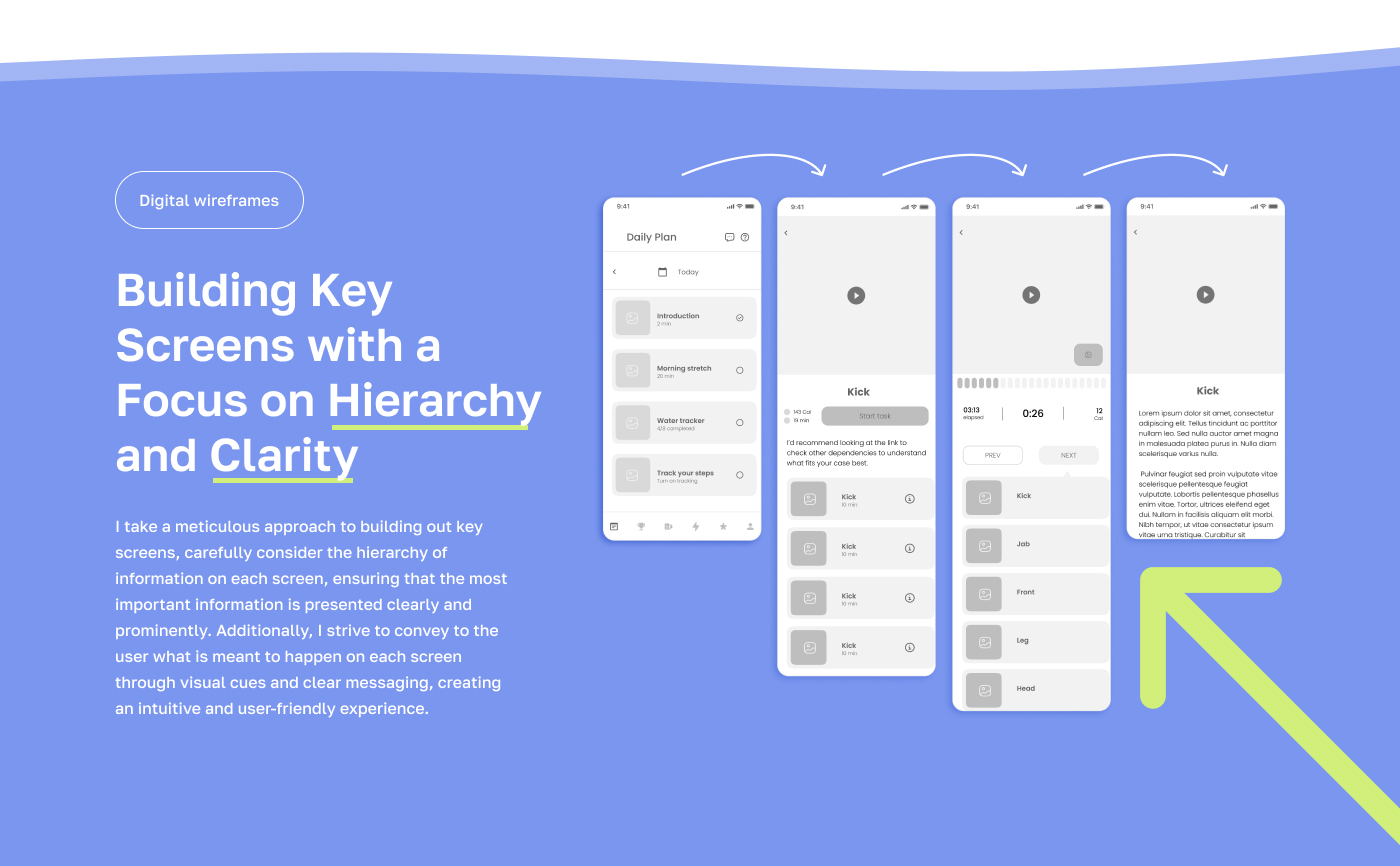 Digital wireframes
Building Key
Screens with a
Focus on Hierarchy
and Clarity
I take a meticulous approach to building out key
screens, carefully consider the hierarchy of
information on each screen, ensuring that the most
important information is presented clearly and
prominently. Additionally, I strive to convey to the
user what is meant to happen on each screen
through visual cues and clear messaging, creating
an intuitive and user-friendly experience.
9:41
Daily Plan
Today
Introduction
2 min
Morning stretch
20 min
Water tracker
4/8 completed
Track your steps
Turn on tracking
9:41
Kick
143 Cal
19 min
Start task
I'd recommend looking at the link to
check other dependencies to understand
what fits your case best.
Kick
10 min
Kick
10 min
Kick
10 min
Kick
10 min
9:41
03:13
elapsed
0:26
12
Cal
PREV
NEXT
Kick
Jab
Front
Leg
Head
9:41
Kick
Lorem ipsum dolor sit amet, consectetur
adipiscing elit. Tellus tincidunt ac porttitor
nullam leo. Sed nulla auctor amet magna
in malesuada platea purus in. Nulla diam
scelerisque varius nulla.
Pulvinar feugiat sed proin vulputate vitae
scelerisque pellentesque feugiat
vulputate. Lobortis pellentesque phasellus
enim vitae. Tortor, ultrices eleifend eget
dui. Nullam in facilisis aliquam elit morbi.
Nibh tempor, ut vitae consectetur ipsum
vitae urna tristique. Curabitur sit